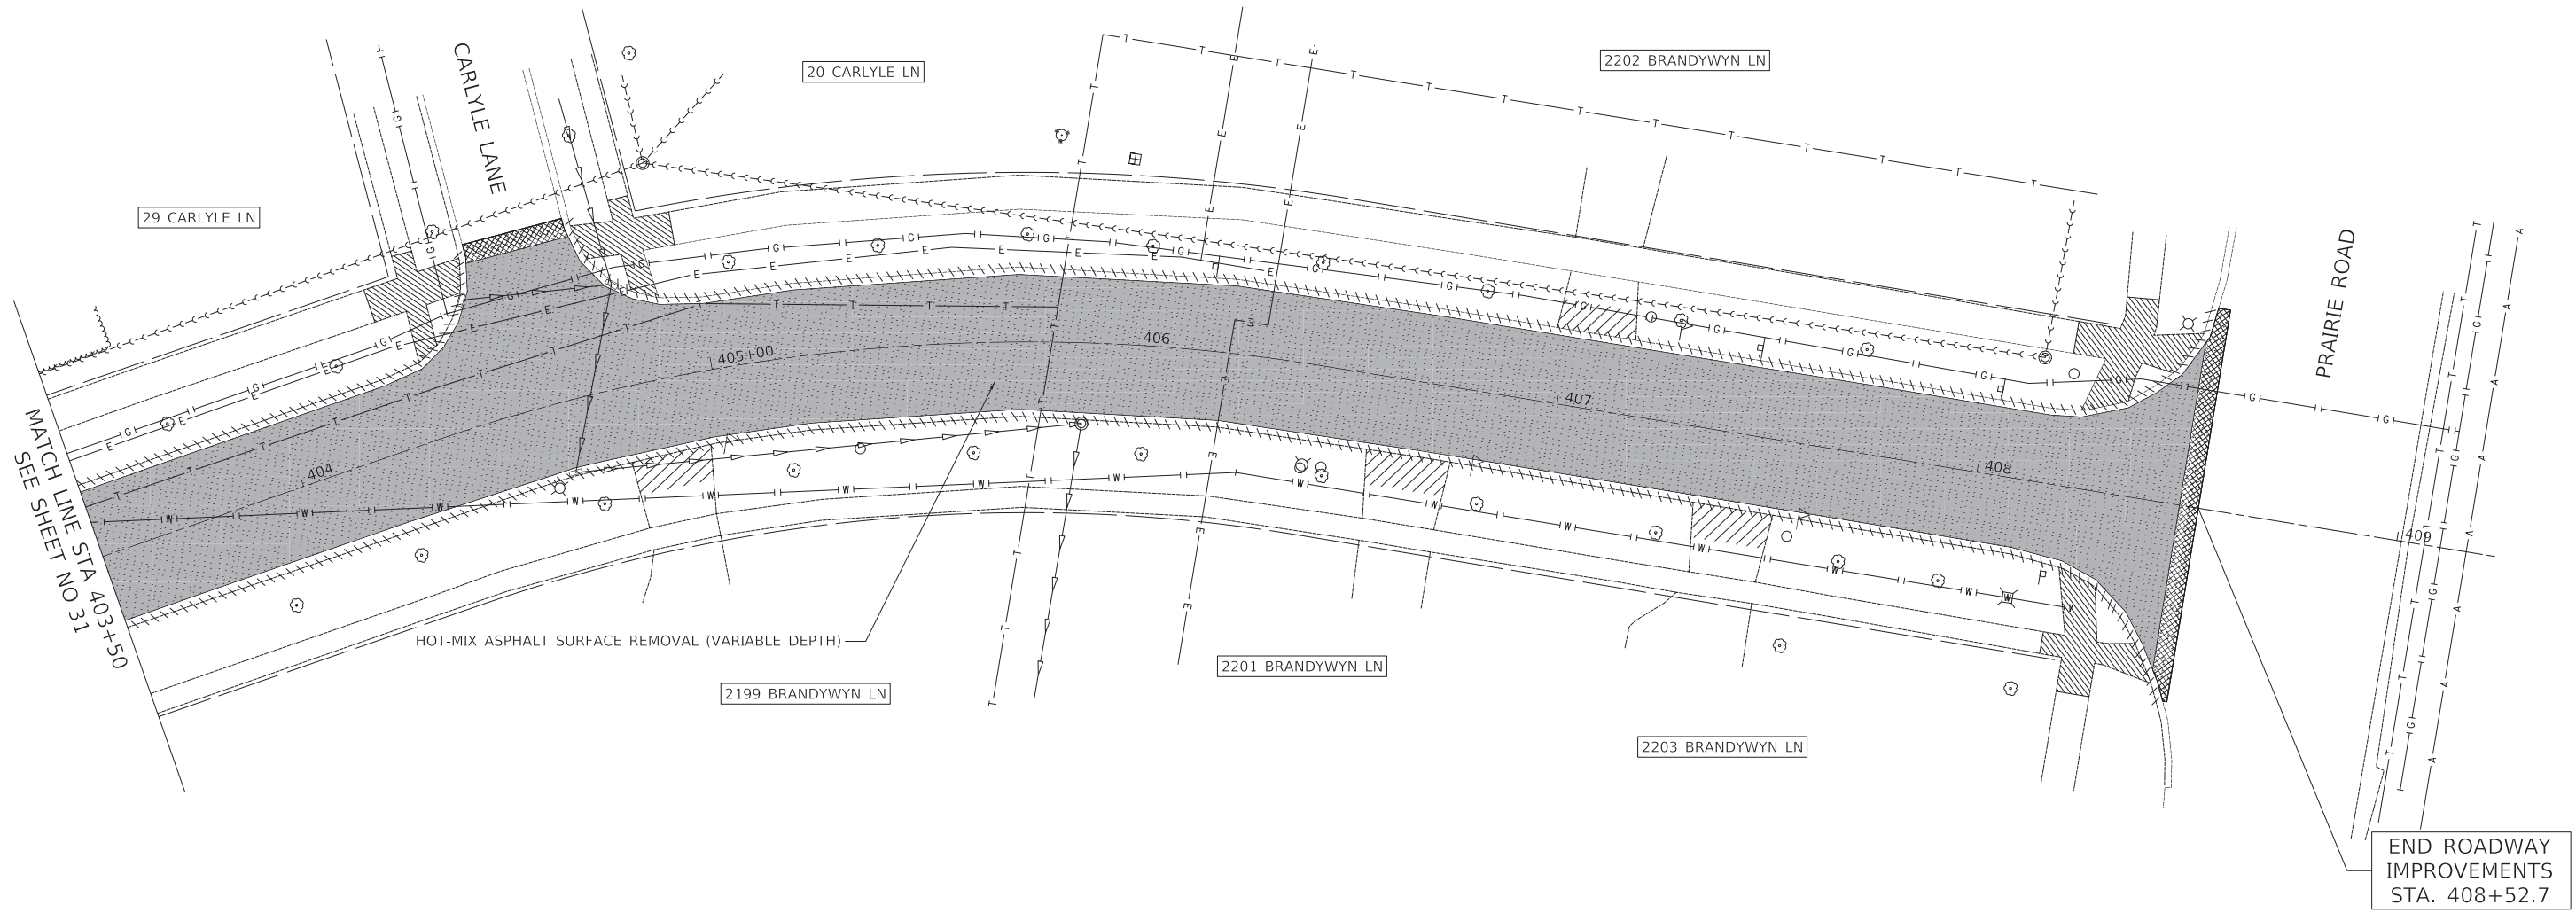 CARLYLE LANE
20 CARLYLE LN
2202 BRANDYWYN LN
29 CARLYLE LN
PRAIRIE ROAD
404
405+00
406
407
408
409
3
MATCH LINE STA 403+50
SEE SHEET NO 31
HOT-MIX ASPHALT SURFACE REMOVAL (VARIABLE DEPTH)
2201 BRANDYWYN LN
2199 BRANDYWYN LN
2203 BRANDYWYN LN
END ROADWAY
IMPROVEMENTS
STA. 408+52.7